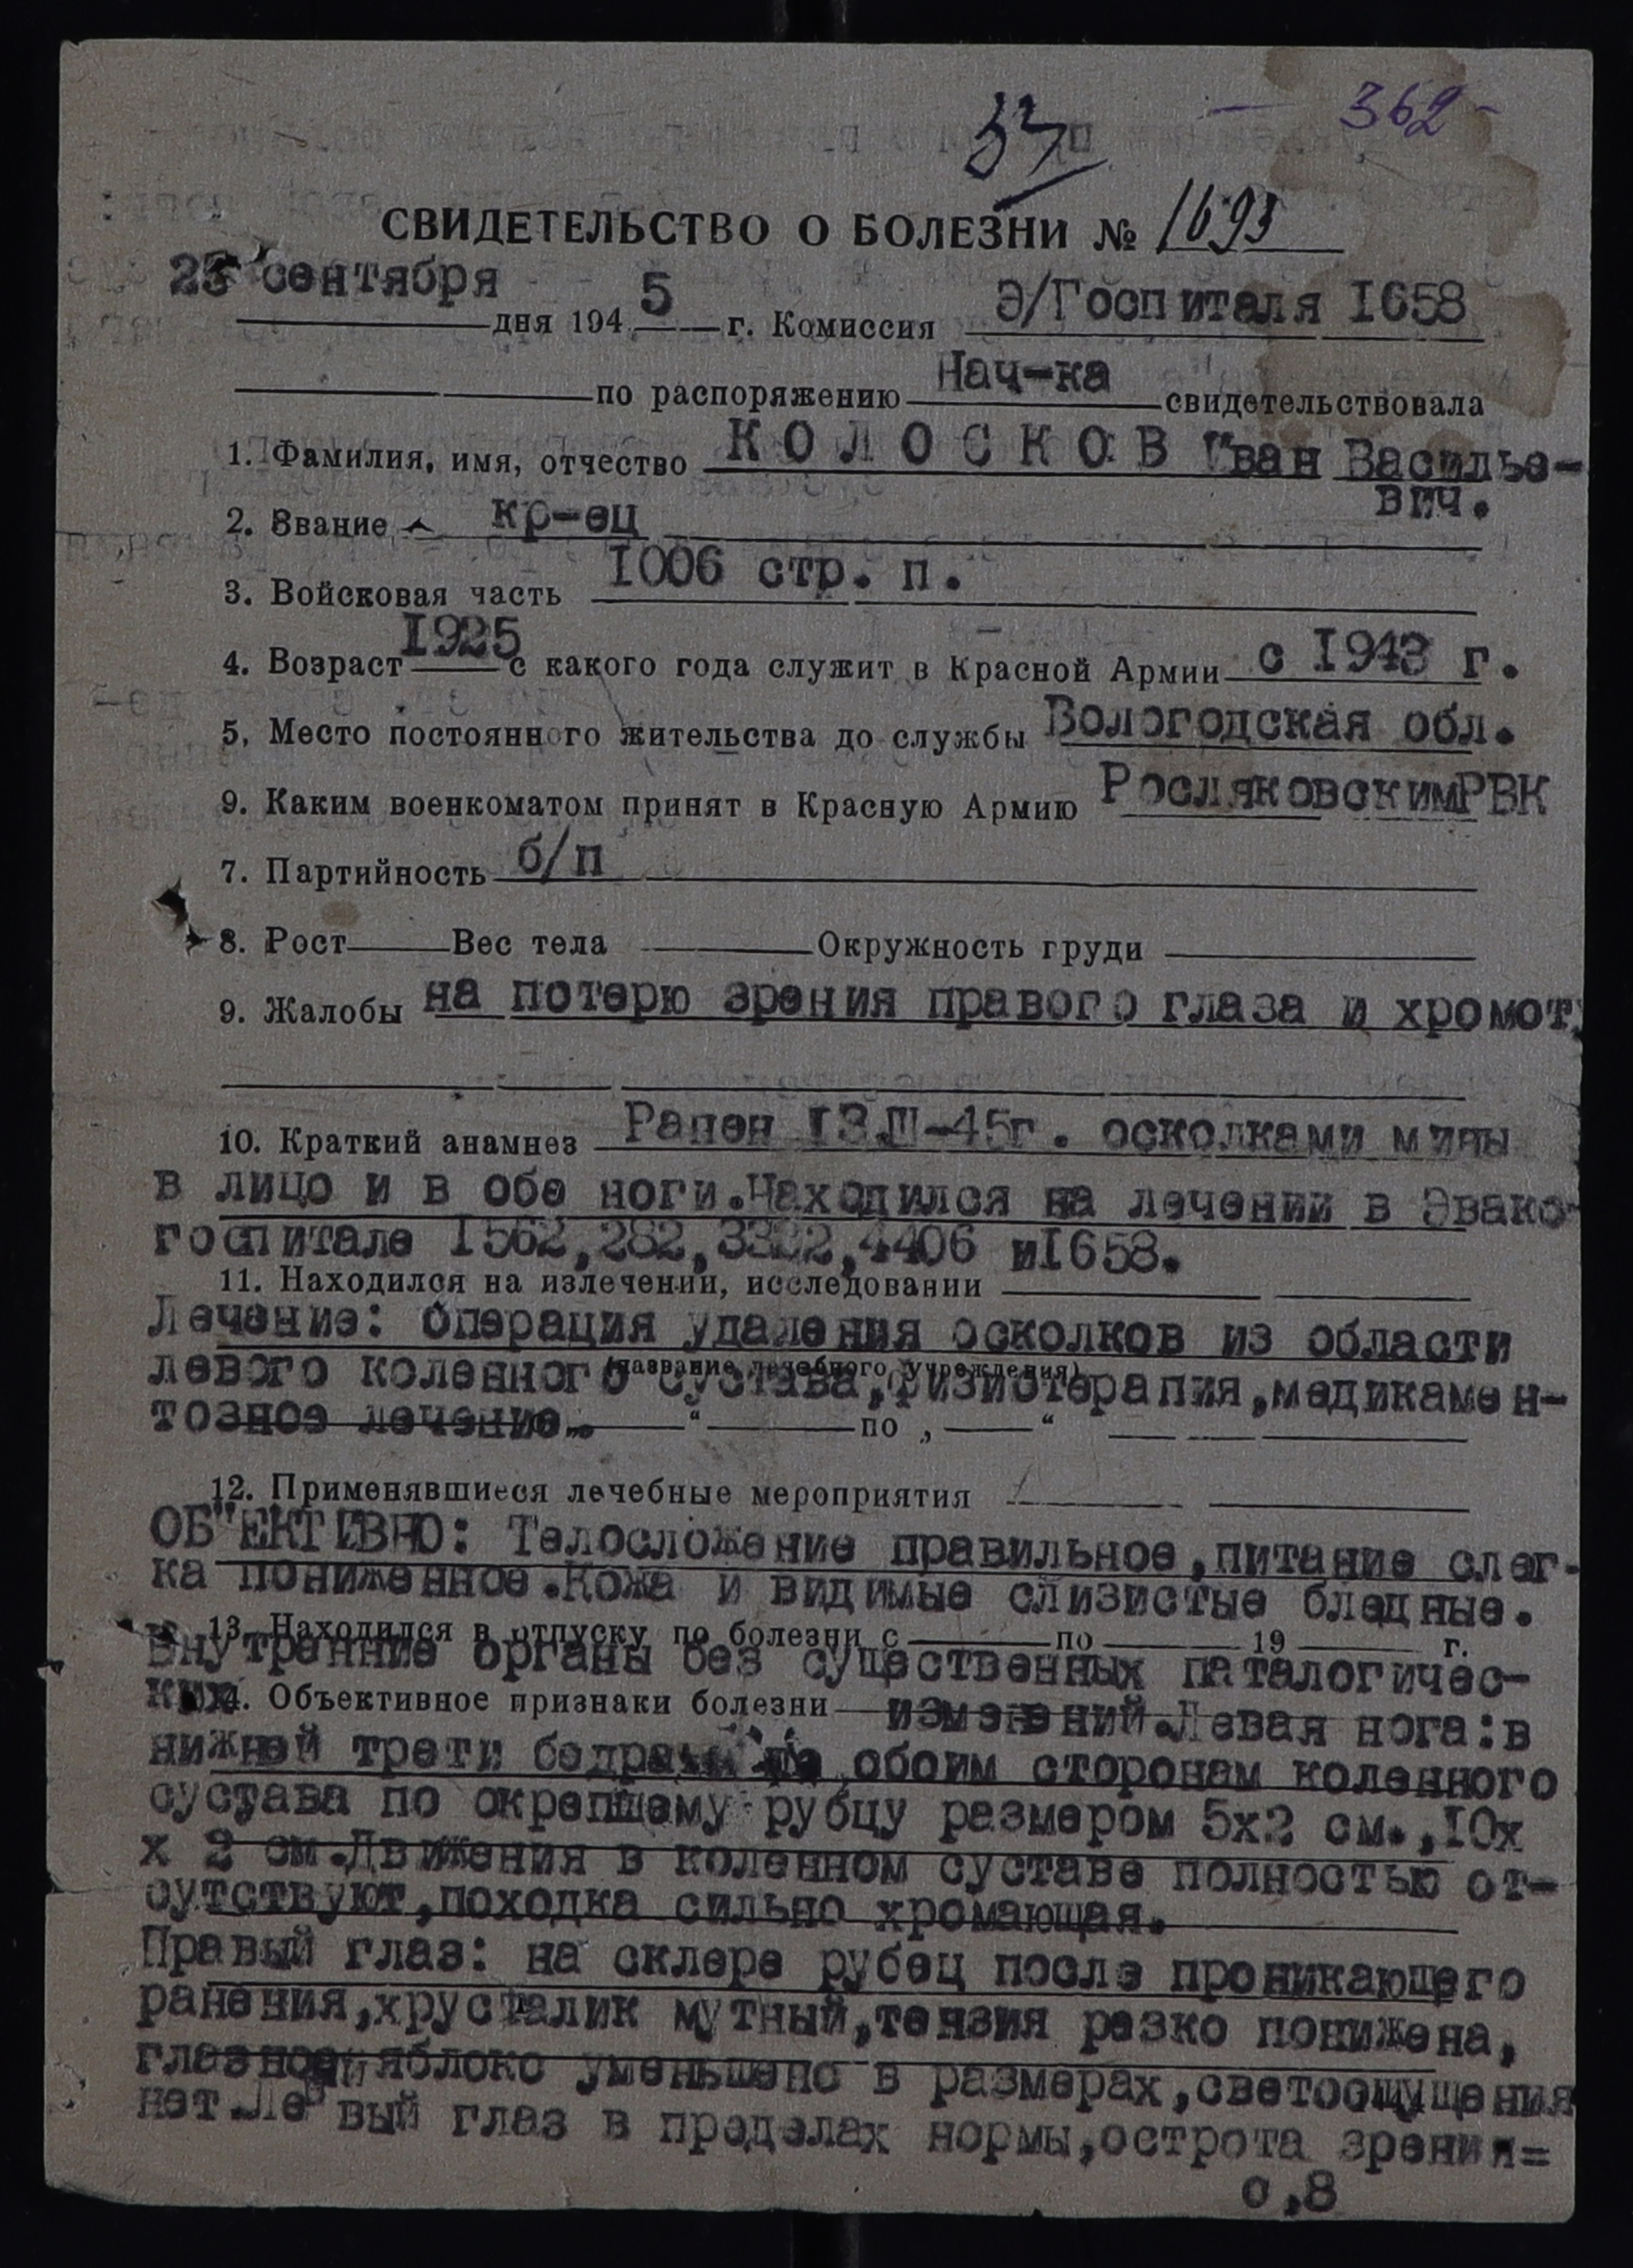 37
- 362 -
СВИДЕТЕЛЬСТВО О БОЛЕЗНИ № 1693
сентября дня 1945 г. Комиссия Э/Госпиталя 1658
по распоряжению Нач-ка свидетельствовала
1. Фамилия, имя, отчество КОЛОСКОВ Иван Василье-
вич.
2. Звание кр-ец
3. Войсковая часть 1006 стр. п.
4. Возраст 1925 с какого года служит в Красной Армии с 1943 г.
5. Место постоянного жительства до службы Вологодская обл.
9. Каким военкоматом принят в Красную Армию РосляковскимРВК
7. Партийность б/п
8. Рост Вес тела Окружность груди
9. Жалобы на потерю зрения правого глаза и хромот
10. Краткий анамнез Ранен 13.III-45г. осколками мины
в лицо и в обе ноги.Находился на лечении в Эвако-
госпитале 1562,282,3322,4406 и1658.
11. Находился на излечении, исследовании
Лечение: Операция удаления осколков из области
(название лечебного учреждения)
левого коленного сустава,физиотерапия,медикамен-
тозное лечение. " по „ "
12. Применявшиеся лечебные мероприятия
ОБ"ЕКТИВНО: Телосложение правильное,питание слег-
ка пониженное.Кожа и видимые слизистые бледные.
13. Находился в отпуску по болезни с по 19 г.
Внутренние органы без существенных паталогичес-
ких
14. Объективное признаки болезни изменений.Левая нога:в
нижней трети бедра по обоим сторонам коленного
сустава по окрепшему рубцу размером 5х2 см.,10х
х 2 см.Движения в коленном суставе полностью от-
сутствуют,походка сильно хромающая.
Правый глаз: на склере рубец после проникающего
ранения,хрусталик мутный,тензия резко понижена,
глазной яблоко уменьшено в размерах,светоощущения
нет.Левый глаз в пределах нормы,острота зрения=
0,8